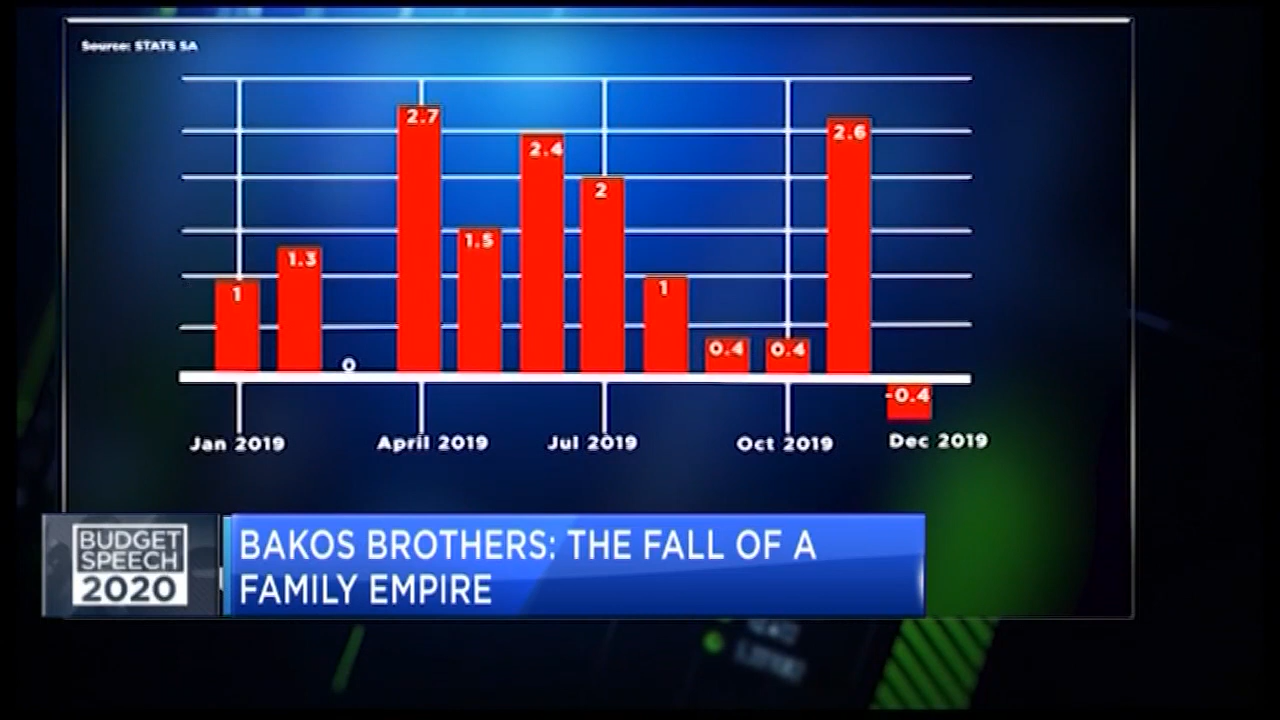 Source: STATS SA
2.7
2.6
2.4
2
1.5
1.3
1
1
0.4
0.4
0
-0.4
Jan 2019
April 2019
Jul 2019
Oct 2019
Dec 2019
BUDGET
SPEECH
2020
BAKOS BROTHERS: THE FALL OF A
FAMILY EMPIRE